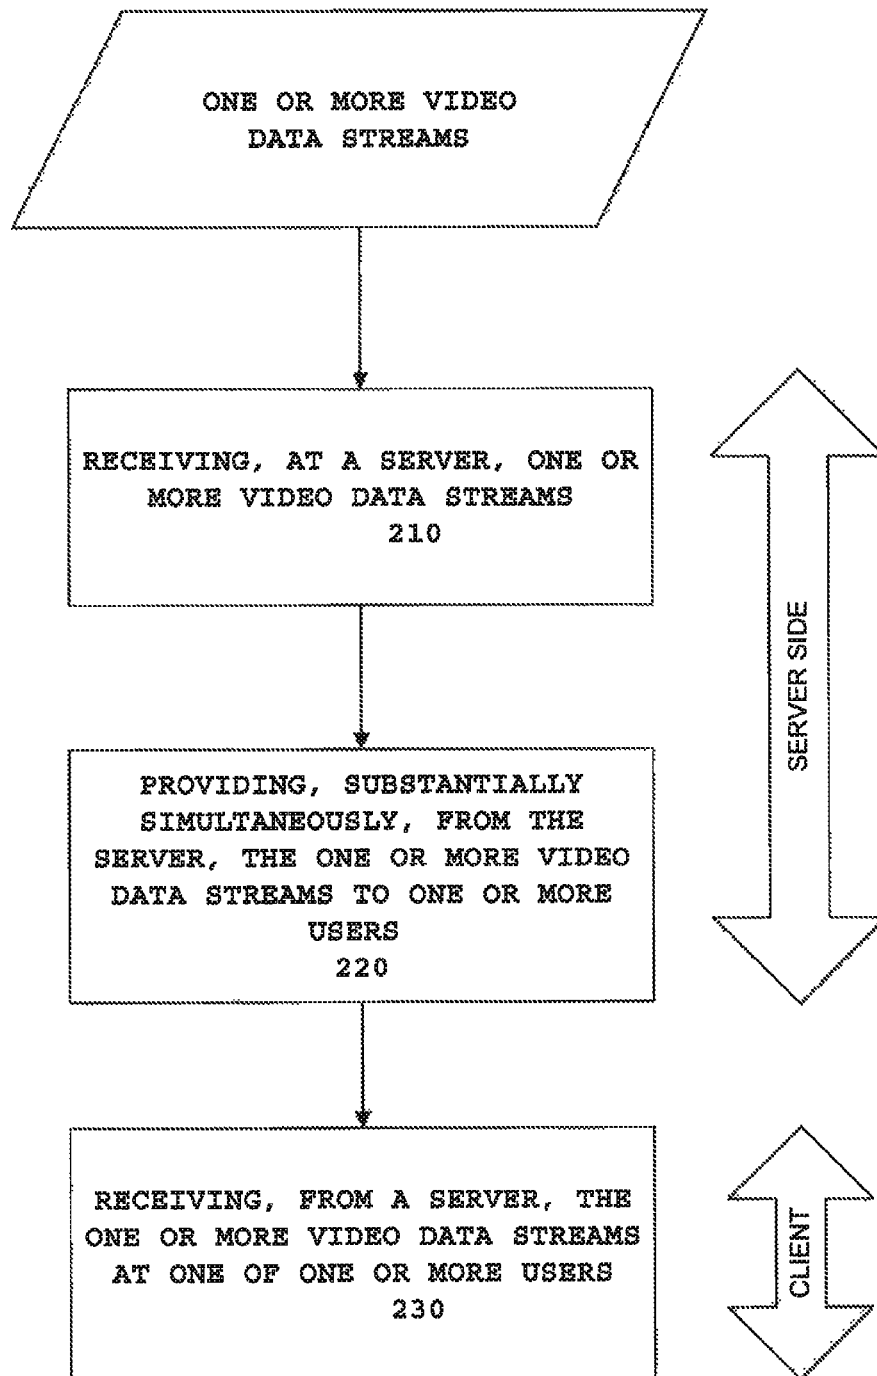 ONE OR MORE VIDEO
DATA STREAMS
RECEIVING, AT A SERVER, ONE OR
MORE VIDEO DATA STREAMS
210
PROVIDING, SUBSTANTIALLY
SIMULTANEOUSLY, FROM THE
SERVER, THE ONE OR MORE VIDEO
DATA STREAMS TO ONE OR MORE
USERS
220
SERVER SIDE
RECEIVING, FROM A SERVER, THE
ONE OR MORE VIDEO DATA STREAMS
AT ONE OF ONE OR MORE USERS
230
CLIENT